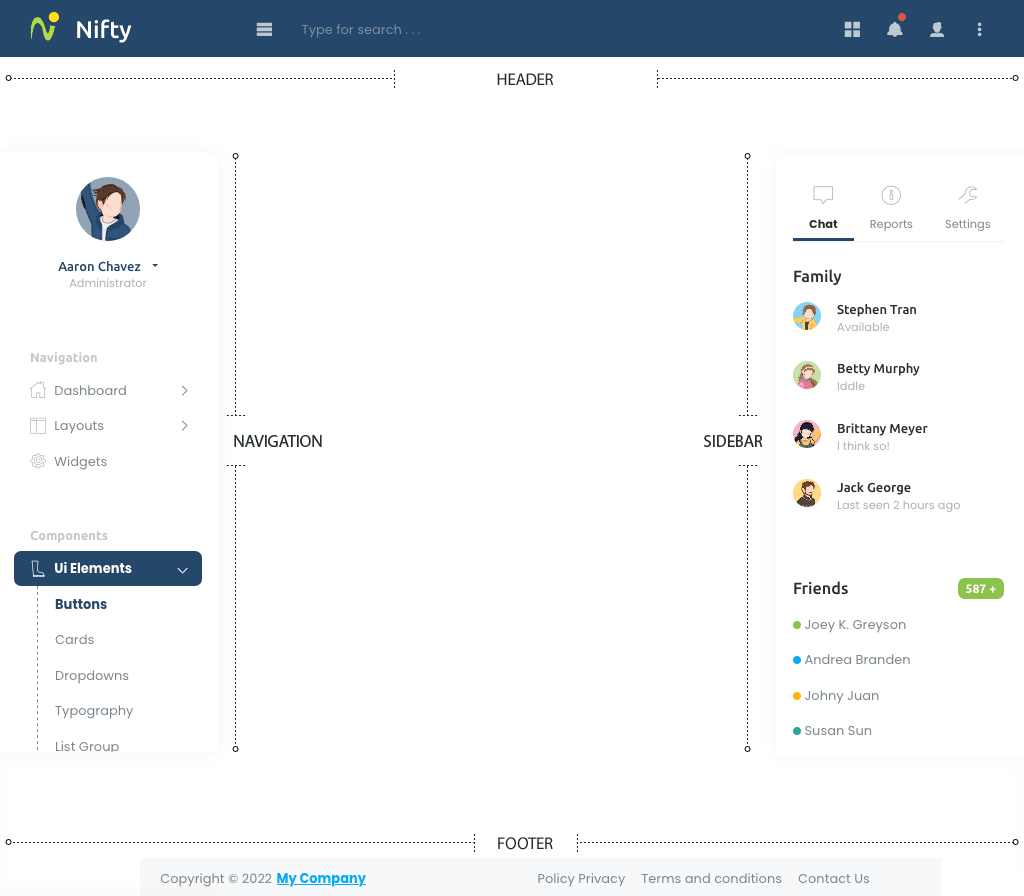 Nifty
Type for search . . .
HEADER
Aaron Chavez
Administrator
Navigation
Dashboard
Layouts
Widgets
Components
Ui Elements
Buttons
Cards
Dropdowns
Typography
List Group
NAVIGATION
SIDEBAR
Chat Reports Settings
Family
Stephen Tran
Available
Betty Murphy
Iddle
Brittany Meyer
I think so!
Jack George
Last seen 2 hours ago
Friends 587 +
Joey K. Greyson
Andrea Branden
Johny Juan
Susan Sun
FOOTER
Copyright © 2022 My Company Policy Privacy Terms and conditions Contact Us